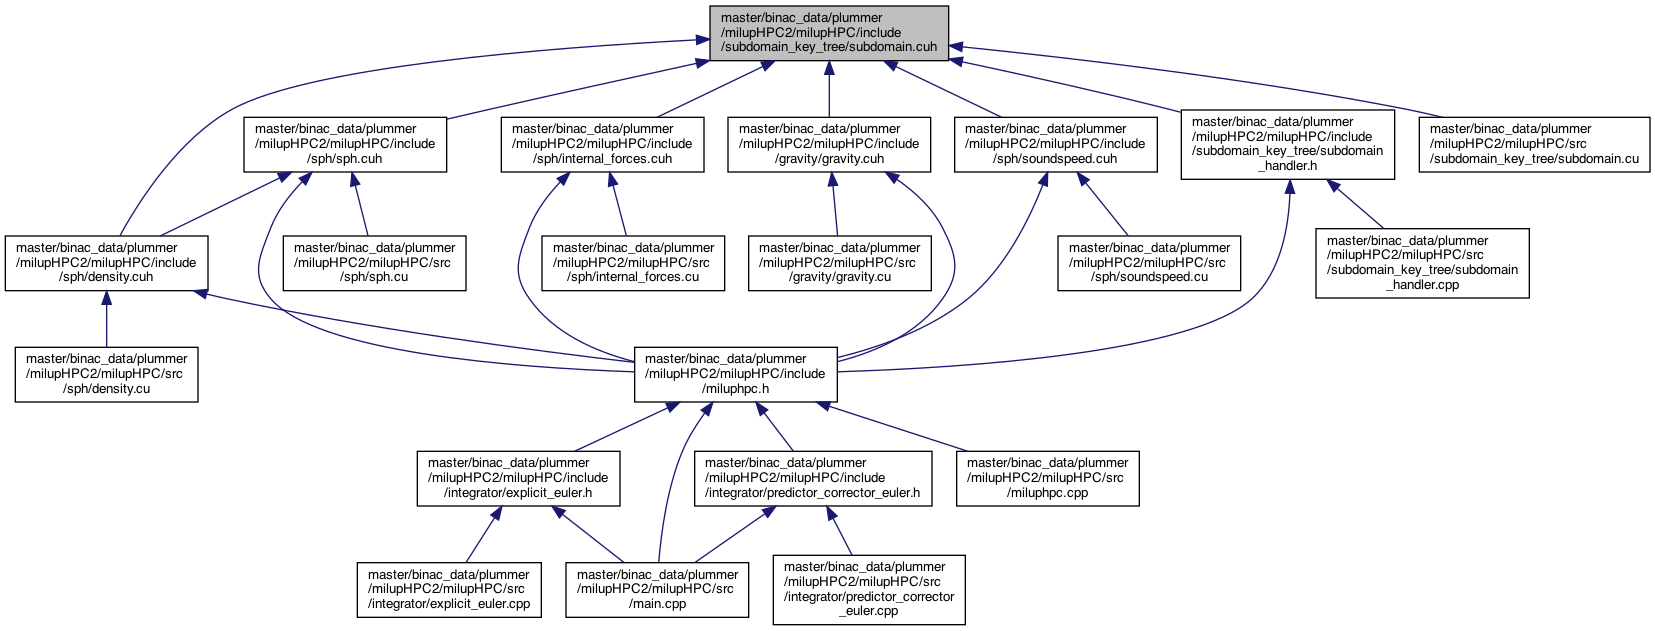 master/binac_data/plummer
/milupHPC2/milupHPC/include
/subdomain_key_tree/subdomain.cuh
master/binac_data/plummer
/milupHPC2/milupHPC/include
/sph/sph.cuh
master/binac_data/plummer
/milupHPC2/milupHPC/include
sph/internal_forces.cuh
master/binac_data/plummer
/milupHPC2/milupHPC/include
/gravity/gravity.cuh
master/binac_data/plummer
/milupHPC2/milupHPC/include
/sph/soundspeed.cuh
master/binac_data/plummer
/milupHPC2/milupHPC/include
/subdomain_key_tree/subdomain
_handler.h
master/binac_data/plummer
/milupHPC2/milupHPC/src
/subdomain_key_tree/subdomain.cu
master/binac_data/plummer
/milupHPC2/milupHPC/include
/sph/density.cuh
master/binac_data/plummer
/milupHPC2/milupHPC/src
/sph/sph.cu
master/binac_data/plummer
/milupHPC2/milupHPC/src
/sph/internal_forces.cu
master/binac_data/plummer
/milupHPC2/milupHPC/src
/gravity/gravity.cu
master/binac_data/plummer
/milupHPC2/milupHPC/src
/sph/soundspeed.cu
master/binac_data/plummer
/milupHPC2/milupHPC/src
/subdomain_key_tree/subdomain
_handler.cpp
master/binac_data/plummer
/milupHPC2/milupHPC/src
/sph/density.cu
master/binac_data/plummer
/milupHPC2/milupHPC/include
/miluphpc.h
master/binac_data/plummer
/milupHPC2/milupHPC/include
/integrator/explicit_euler.h
master/binac_data/plummer
/milupHPC2/milupHPC/include
/integrator/predictor_corrector_euler.h
master/binac_data/plummer
/milupHPC2/milupHPC/src
/miluphpc.cpp
master/binac_data/plummer
/milupHPC2/milupHPC/src
/integrator/explicit_euler.cpp
master/binac_data/plummer
/milupHPC2/milupHPC/src
/main.cpp
master/binac_data/plummer
/milupHPC2/milupHPC/src
/integrator/predictor_corrector
_euler.cpp